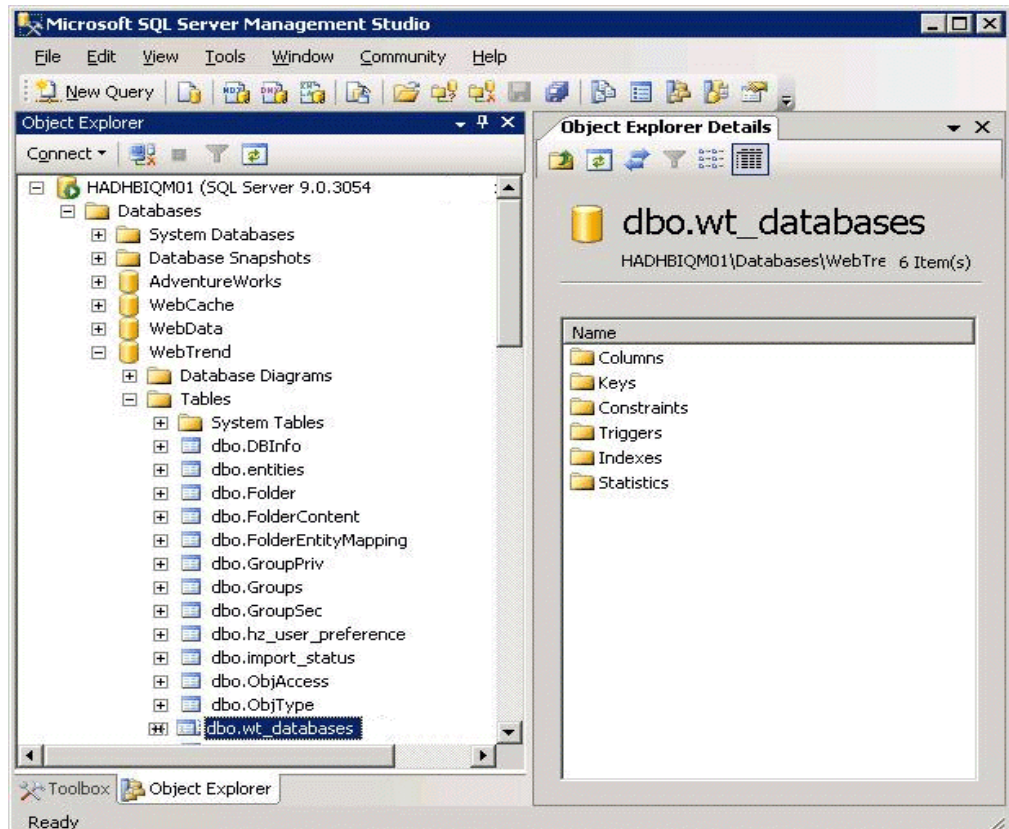 Microsoft SQL Server Management Studio
File Edit View Tools Window Community Help
New Query
Object Explorer
Connect
HADHBIQM01 (SQL Server 9.0.3054
Databases
System Databases
Database Snapshots
AdventureWorks
WebCache
WebData
WebTrend
Database Diagrams
Tables
System Tables
dbo.DBInfo
dbo.entities
dbo.Folder
dbo.FolderContent
dbo.FolderEntityMapping
dbo.GroupPriv
dbo.Groups
dbo.GroupSec
dbo.hz_user_preference
dbo.import_status
dbo.ObjAccess
dbo.ObjType
dbo.wt_databases
Toolbox Object Explorer
Object Explorer Details
dbo.wt_databases
HADHBIQM01\Databases\WebTre 6 Item(s)
Name
Columns
Keys
Constraints
Triggers
Indexes
Statistics
Ready